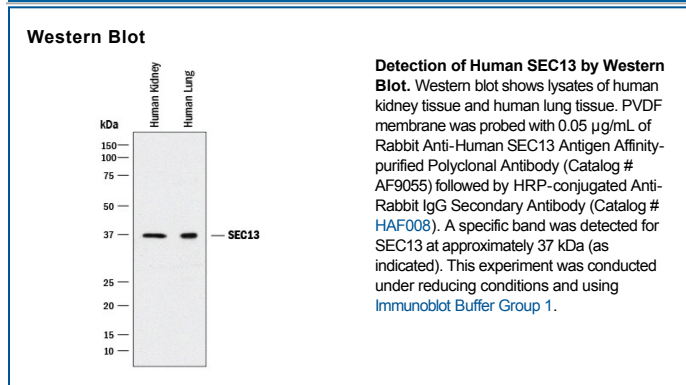 Western Blot
Human Kidney
Human Lung
kDa
150
100
75
50
37
SEC13
25
20
15
10
Detection of Human SEC13 by Western
Blot. Western blot shows lysates of human
kidney tissue and human lung tissue. PVDF
membrane was probed with 0.05 µg/mL of
Rabbit Anti-Human SEC13 Antigen Affinity-
purified Polyclonal Antibody (Catalog #
AF9055) followed by HRP-conjugated Anti-
Rabbit IgG Secondary Antibody (Catalog #
HAF008). A specific band was detected for
SEC13 at approximately 37 kDa (as
indicated). This experiment was conducted
under reducing conditions and using
Immunoblot Buffer Group 1.